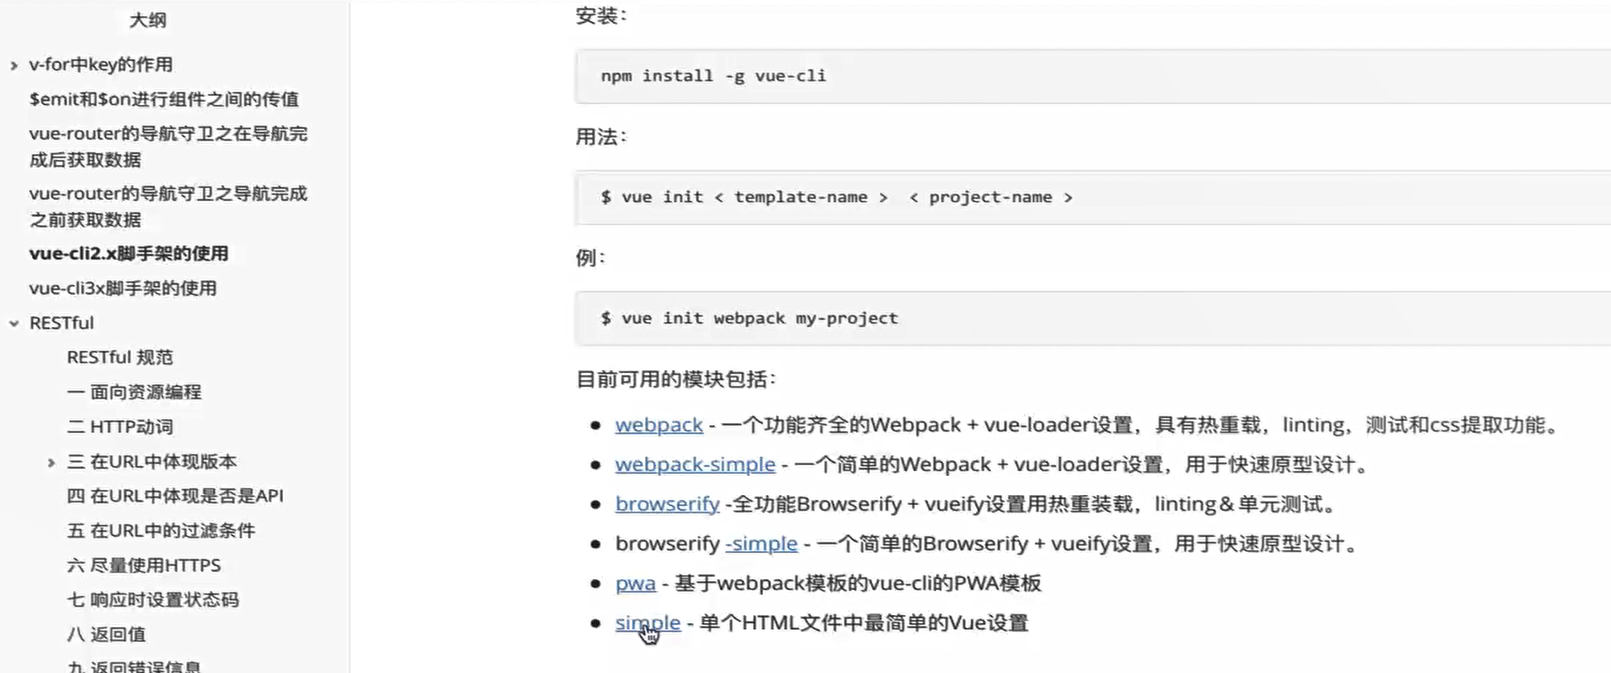 大纲
v-for中key的作用
$emit和$on进行组件之间的传值
vue-router的导航守卫之在导航完
成后获取数据
vue-router的导航守卫之导航完成
之前获取数据
vue-cli2.x脚手架的使用
vue-cli3x脚手架的使用
RESTful
RESTful 规范
一 面向资源编程
二 HTTP动词
三 在URL中体现版本
四 在URL中体现是否是API
五 在URL中的过滤条件
六 尽量使用HTTPS
七 响应时设置状态码
八 返回值
九 返回错误信息
安装：
npm install -g vue-cli
用法：
$ vue init < template-name >  < project-name >
例：
$ vue init webpack my-project
目前可用的模块包括：
webpack - 一个功能齐全的Webpack + vue-loader设置，具有热重载，linting，测试和css提取功能。
webpack-simple - 一个简单的Webpack + vue-loader设置，用于快速原型设计。
browserify -全功能Browserify + vueify设置用热重装载，linting＆单元测试。
browserify -simple - 一个简单的Browserify + vueify设置，用于快速原型设计。
pwa - 基于webpack模板的vue-cli的PWA模板
simple - 单个HTML文件中最简单的Vue设置